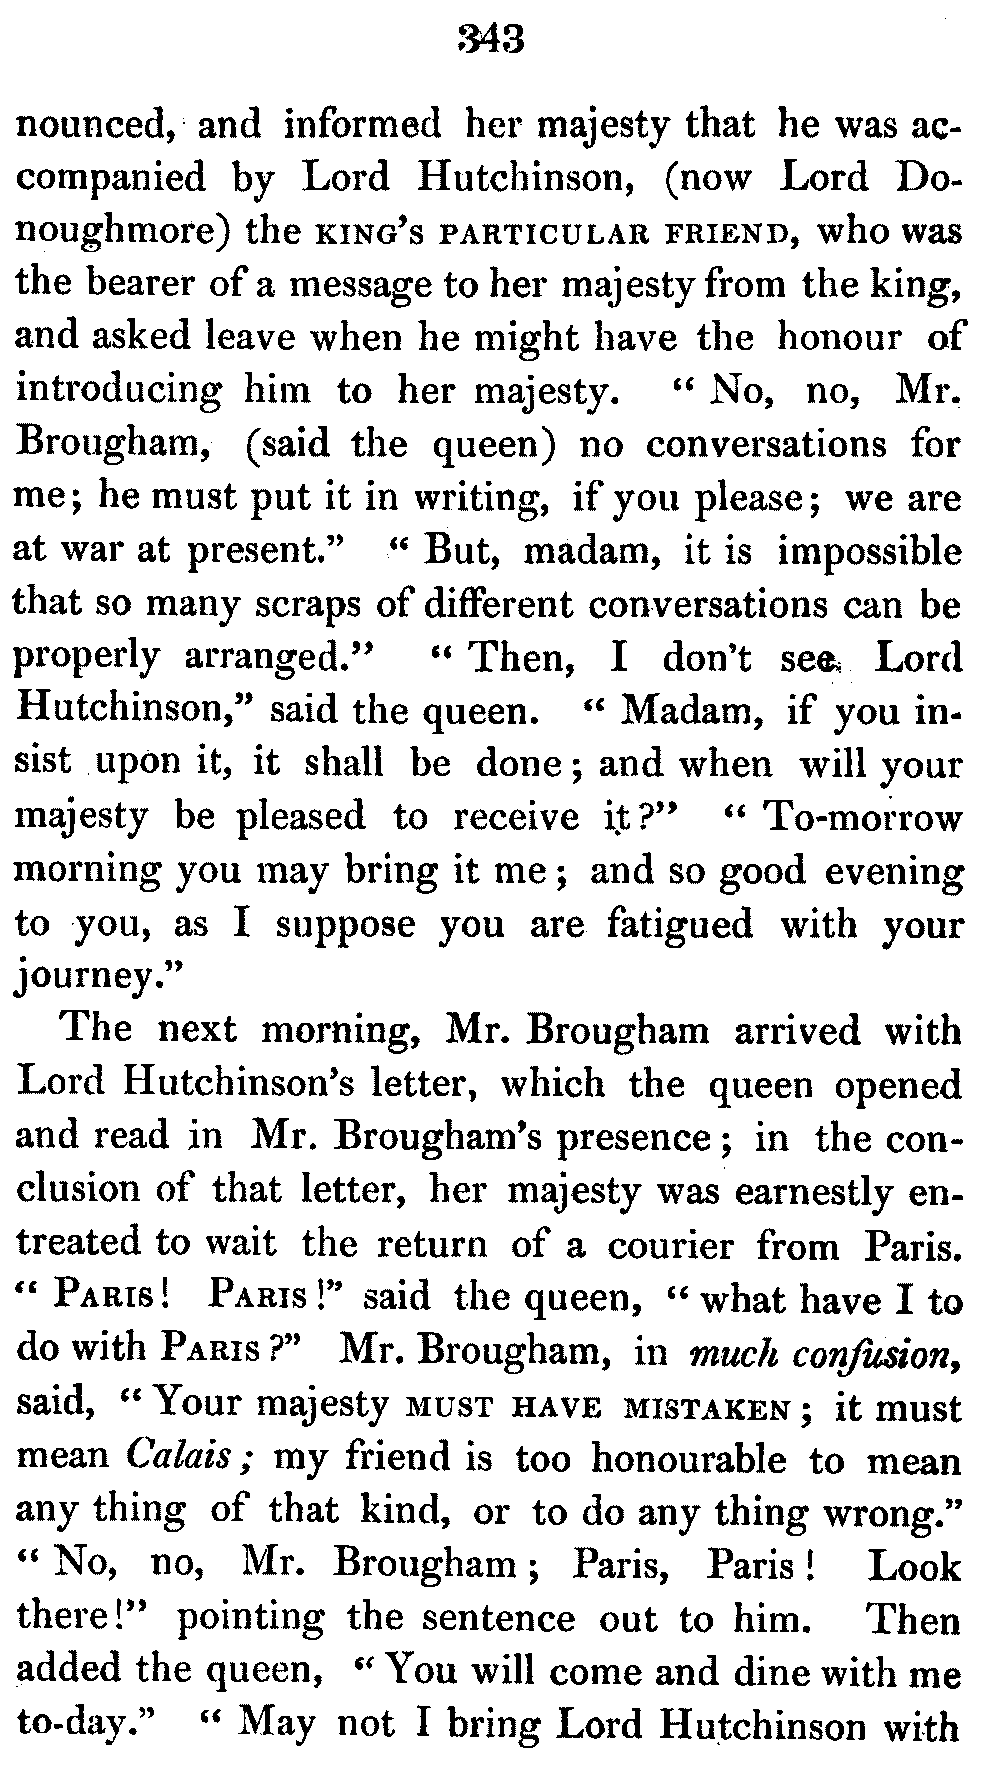 343
nounced, and informed her majesty that he was ac-
companied by Lord Hutchinson, (now Lord Do-
noughmore) the KING'S PARTICULAR FRIEND, who was
the bearer of a message to her majesty from the king,
and asked leave when he might have the honour of
introducing him to her majesty. “ No, no, Mr.
Brougham, (said the queen) no conversations for
me; he must put it in writing, if you please; we are
at war at present.” “ But, madam, it is impossible
that so many scraps of different conversations can be
properly arranged.” “ Then, I don't see Lord
Hutchinson,” said the queen. “ Madam, if you in-
sist upon it, it shall be done; and when will your
majesty be pleased to receive it?” “ To-morrow
morning you may bring it me; and so good evening
to you, as I suppose you are fatigued with your
journey.”
The next morning, Mr. Brougham arrived with
Lord Hutchinson's letter, which the queen opened
and read in Mr. Brougham's presence; in the con-
clusion of that letter, her majesty was earnestly en-
treated to wait the return of a courier from Paris.
“ PARIS! PARIS!” said the queen, “ what have I to
do with PARIS?” Mr. Brougham, in much confusion,
said, “ Your majesty MUST HAVE MISTAKEN; it must
mean Calais; my friend is too honourable to mean
any thing of that kind, or to do any thing wrong.”
“ No, no, Mr. Brougham; Paris, Paris! Look
there!” pointing the sentence out to him. Then
added the queen, “ You will come and dine with me
to-day.” “ May not I bring Lord Hutchinson with